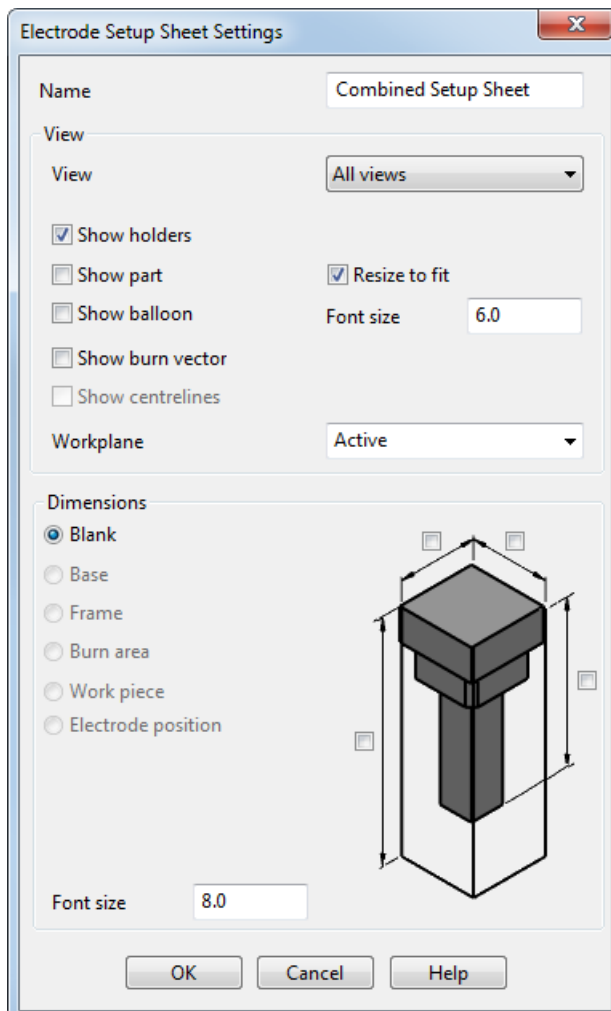 Electrode Setup Sheet Settings
Name Combined Setup Sheet
View
View All views
Show holders
Show part Resize to fit
Show balloon Font size 6.0
Show burn vector
Show centrelines
Workplane Active
Dimensions
Blank
Base
Frame
Burn area
Work piece
Electrode position
Font size 8.0
OK Cancel Help